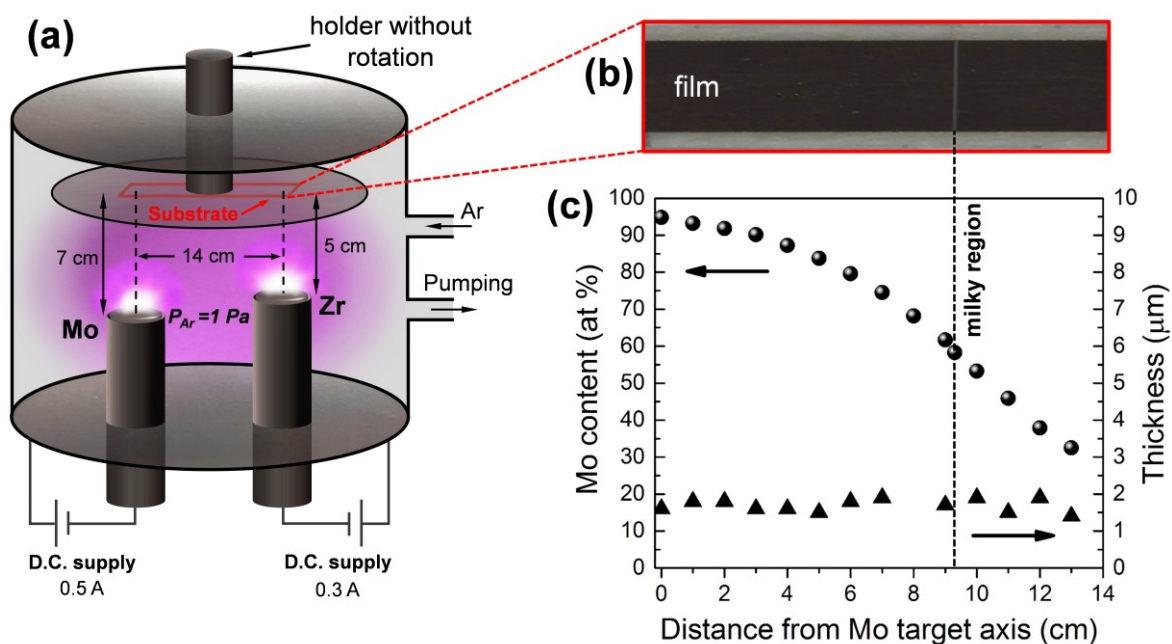 (a)
holder without
rotation
Substrate
Ar
7 cm
14 cm
5 cm
Pumping
Mo
P_Ar =1 Pa
Zr
D.C. supply
0.5 A
D.C. supply
0.3 A
(b)
film
(c)
Mo content (at %)
100
90
80
70
60
50
40
30
20
10
0
milky region
10
9
8
7
6
5
4
3
2
1
0
Thickness (µm)
0 2 4 6 8 10 12 14
Distance from Mo target axis (cm)